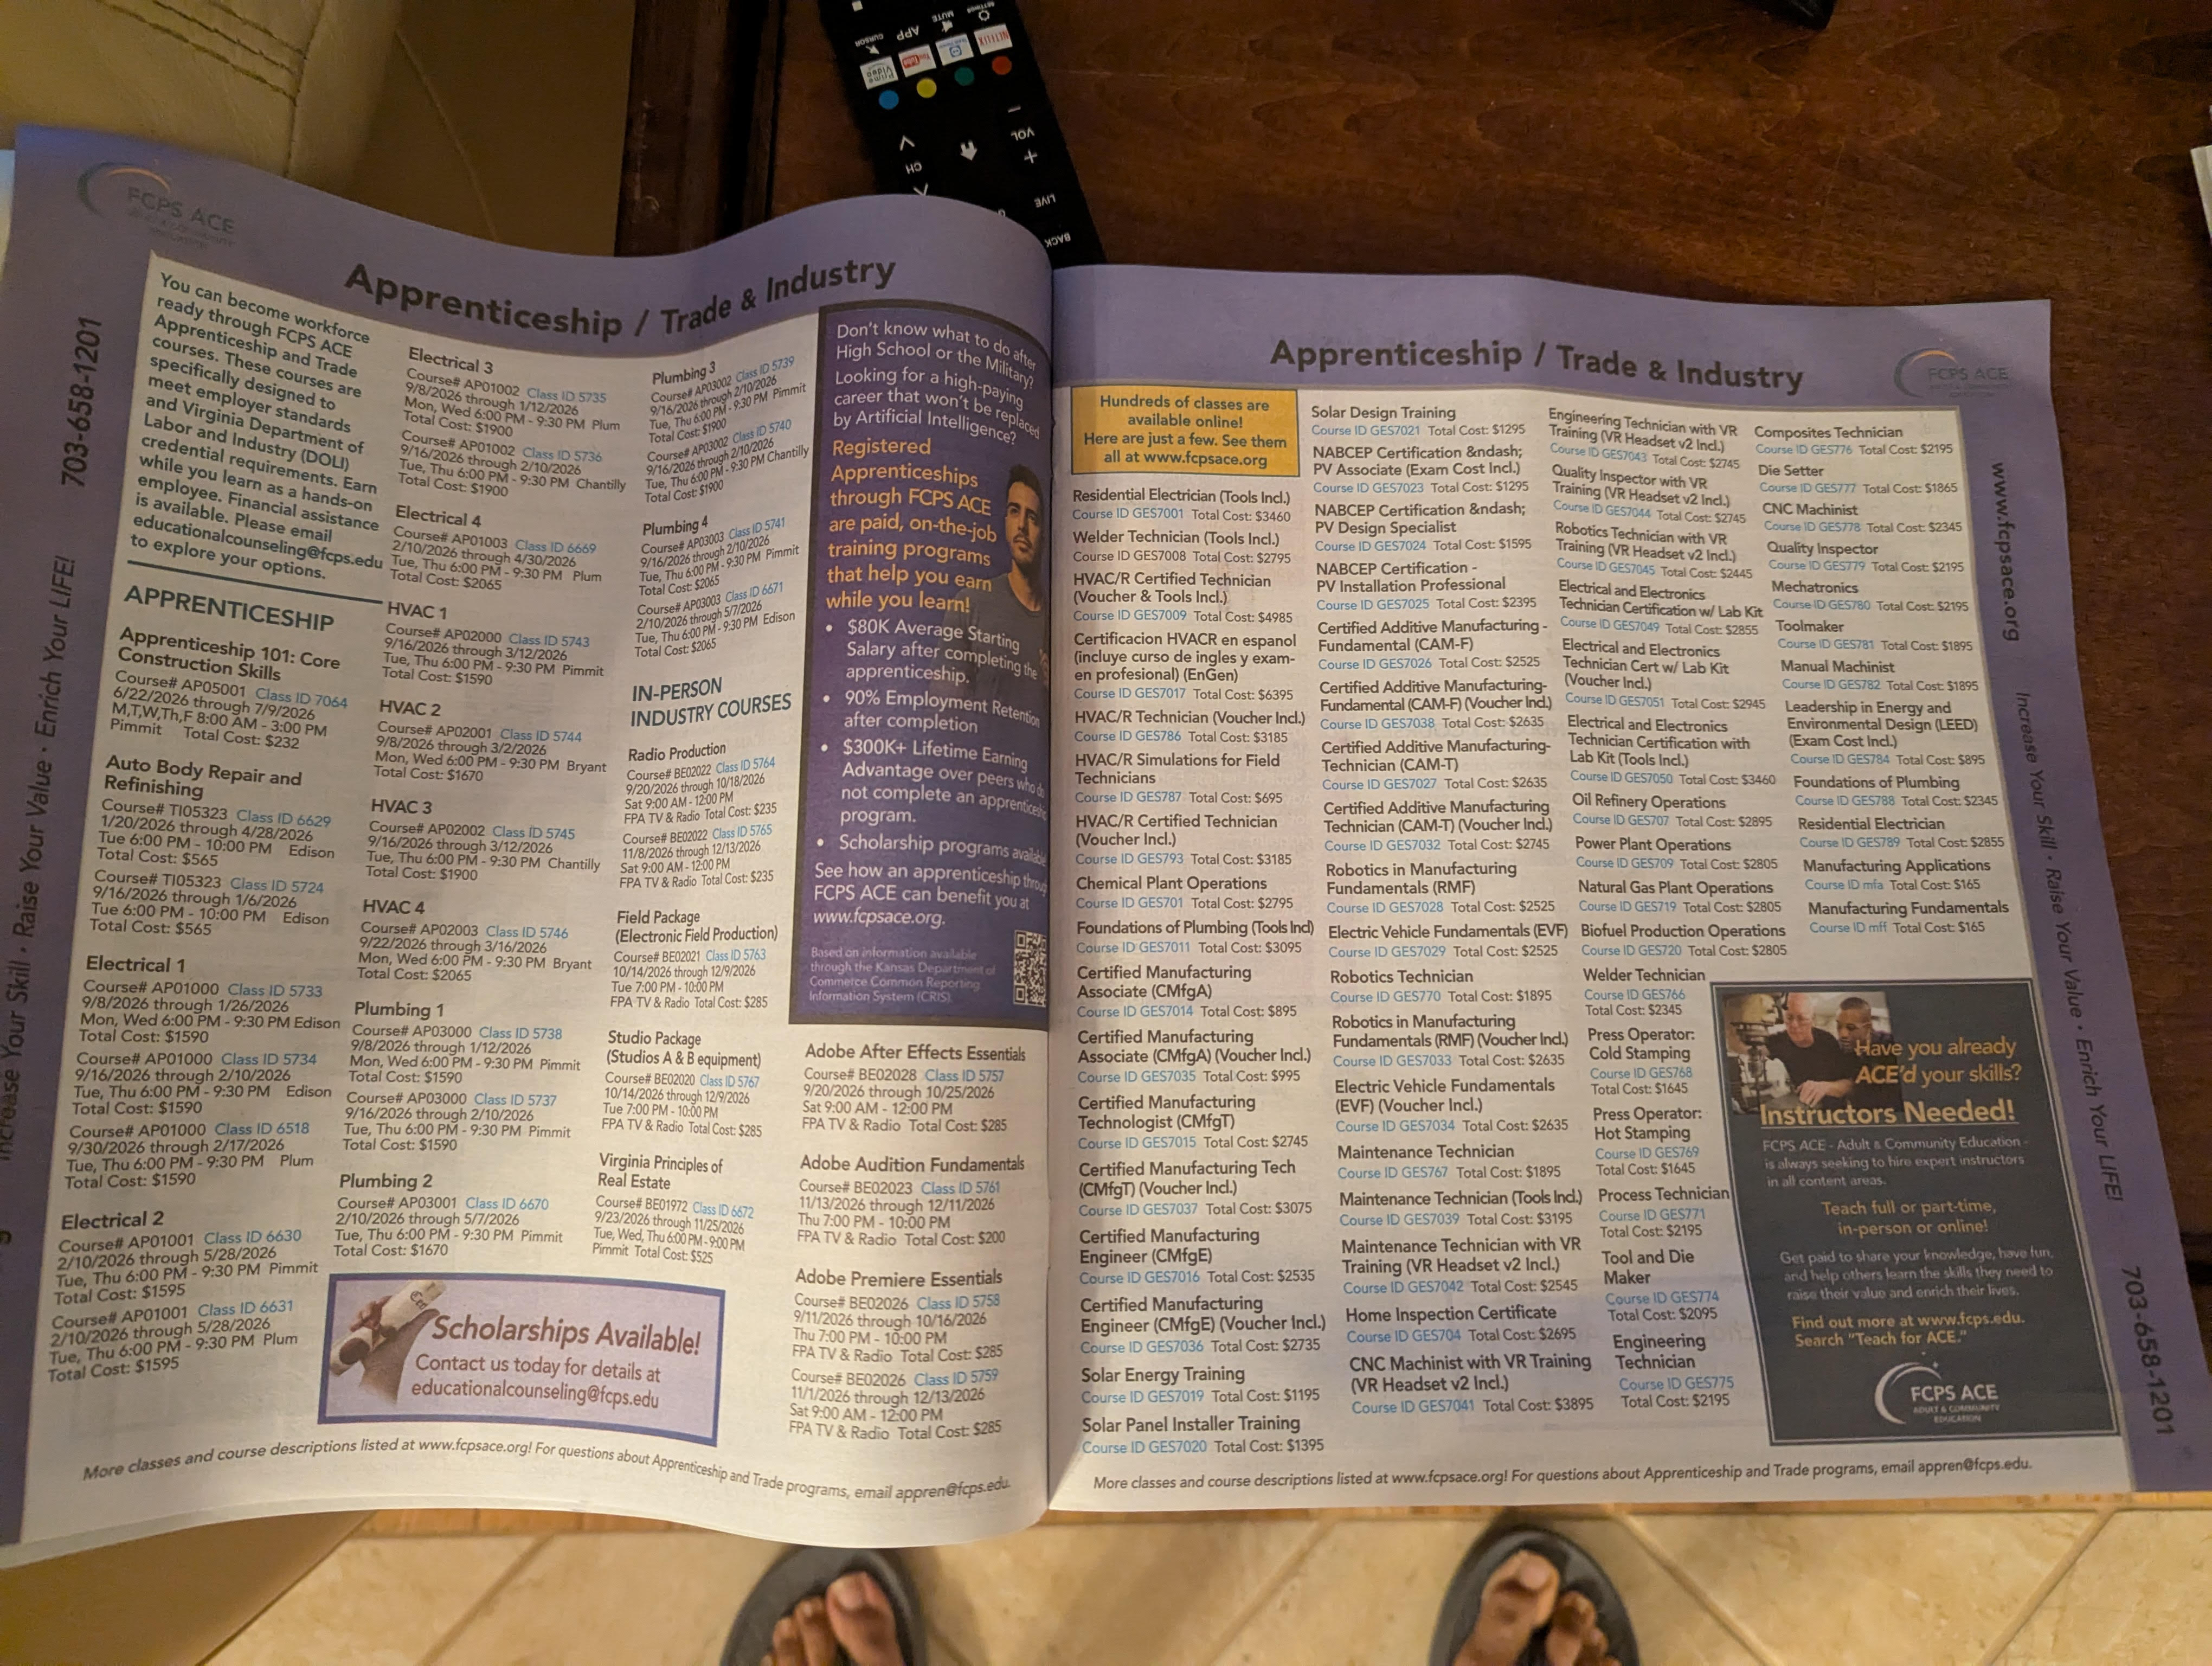 NETFLIX
prime video
YouTube
SETTINGS
MUTE
APP
CURSOR
VOL
CH
LIVE
BACK
FCPS ACE
Apprenticeship / Trade & Industry
703-658-1201
Increase Your Skill • Raise Your Value • Enrich Your LIFE!
You can become workforce
ready through FCPS ACE
Apprenticeship and Trade
courses. These courses are
specifically designed to
meet employer standards
and Virginia Department of
Labor and Industry (DOLI)
credential requirements. Earn
while you learn as a hands-on
employee. Financial assistance
is available. Please email
educationalcounseling@fcps.edu
to explore your options.
APPRENTICESHIP
Apprenticeship 101: Core
Construction Skills
Course# AP05001 Class ID 7064
6/22/2026 through 7/9/2026
M,T,W,Th,F 8:00 AM - 3:00 PM
Pimmit Total Cost: $232
Auto Body Repair and
Refinishing
Course# TI05323 Class ID 6629
1/20/2026 through 4/28/2026
Tue 6:00 PM - 10:00 PM Edison
Total Cost: $565
Course# TI05323 Class ID 5724
9/16/2026 through 1/6/2026
Tue 6:00 PM - 10:00 PM Edison
Total Cost: $565
Electrical 1
Course# AP01000 Class ID 5733
9/8/2026 through 1/26/2026
Mon, Wed 6:00 PM - 9:30 PM Edison
Total Cost: $1590
Course# AP01000 Class ID 5734
9/16/2026 through 2/10/2026
Tue, Thu 6:00 PM - 9:30 PM Edison
Total Cost: $1590
Course# AP01000 Class ID 6518
9/30/2026 through 2/17/2026
Tue, Thu 6:00 PM - 9:30 PM Plum
Total Cost: $1590
Electrical 2
Course# AP01001 Class ID 6630
2/10/2026 through 5/28/2026
Tue, Thu 6:00 PM - 9:30 PM Pimmit
Total Cost: $1595
Course# AP01001 Class ID 6631
2/10/2026 through 5/28/2026
Tue, Thu 6:00 PM - 9:30 PM Plum
Total Cost: $1595
Electrical 3
Course# AP01002 Class ID 5735
9/8/2026 through 1/12/2026
Mon, Wed 6:00 PM - 9:30 PM Plum
Total Cost: $1900
Course# AP01002 Class ID 5736
9/16/2026 through 2/10/2026
Tue, Thu 6:00 PM - 9:30 PM Chantilly
Total Cost: $1900
Electrical 4
Course# AP01003 Class ID 6669
2/10/2026 through 4/30/2026
Tue, Thu 6:00 PM - 9:30 PM Plum
Total Cost: $2065
HVAC 1
Course# AP02000 Class ID 5743
9/16/2026 through 3/12/2026
Tue, Thu 6:00 PM - 9:30 PM Pimmit
Total Cost: $1590
HVAC 2
Course# AP02001 Class ID 5744
9/8/2026 through 3/2/2026
Mon, Wed 6:00 PM - 9:30 PM Bryant
Total Cost: $1670
HVAC 3
Course# AP02002 Class ID 5745
9/16/2026 through 3/12/2026
Tue, Thu 6:00 PM - 9:30 PM Chantilly
Total Cost: $1900
HVAC 4
Course# AP02003 Class ID 5746
9/22/2026 through 3/16/2026
Mon, Wed 6:00 PM - 9:30 PM Bryant
Total Cost: $2065
Plumbing 1
Course# AP03000 Class ID 5738
9/8/2026 through 1/12/2026
Mon, Wed 6:00 PM - 9:30 PM Pimmit
Total Cost: $1590
Course# AP03000 Class ID 5737
9/16/2026 through 2/10/2026
Tue, Thu 6:00 PM - 9:30 PM Pimmit
Total Cost: $1590
Plumbing 2
Course# AP03001 Class ID 6670
2/10/2026 through 5/7/2026
Tue, Thu 6:00 PM - 9:30 PM Pimmit
Total Cost: $1670
Plumbing 3
Course# AP03002 Class ID 5739
9/16/2026 through 2/10/2026
Tue, Thu 6:00 PM - 9:30 PM Pimmit
Total Cost: $1900
Course# AP03002 Class ID 5740
9/16/2026 through 2/10/2026
Tue, Thu 6:00 PM - 9:30 PM Chantilly
Total Cost: $1900
Plumbing 4
Course# AP03003 Class ID 5741
9/16/2026 through 2/10/2026
Tue, Thu 6:00 PM - 9:30 PM Pimmit
Total Cost: $2065
Course# AP03003 Class ID 6671
2/10/2026 through 5/7/2026
Tue, Thu 6:00 PM - 9:30 PM Edison
Total Cost: $2065
IN-PERSON
INDUSTRY COURSES
Radio Production
Course# BE02022 Class ID 5764
9/20/2026 through 10/18/2026
Sat 9:00 AM - 12:00 PM
FPA TV & Radio Total Cost: $235
Course# BE02022 Class ID 5765
11/8/2026 through 12/13/2026
Sat 9:00 AM - 12:00 PM
FPA TV & Radio Total Cost: $235
Field Package
(Electronic Field Production)
Course# BE02021 Class ID 5763
10/14/2026 through 12/9/2026
Tue 7:00 PM - 10:00 PM
FPA TV & Radio Total Cost: $285
Studio Package
(Studios A & B equipment)
Course# BE02020 Class ID 5767
10/14/2026 through 12/9/2026
Tue 7:00 PM - 10:00 PM
FPA TV & Radio Total Cost: $285
Virginia Principles of
Real Estate
Course# BE01972 Class ID 6672
9/23/2026 through 11/25/2026
Tue, Wed, Thu 6:00 PM - 9:00 PM
Pimmit Total Cost: $525
Don't know what to do after
High School or the Military?
Looking for a high-paying
career that won't be replaced
by Artificial Intelligence?
Registered
Apprenticeships
through FCPS ACE
are paid, on-the-job
training programs
that help you earn
while you learn!
• $80K Average Starting
Salary after completing the
apprenticeship.
• 90% Employment Retention
after completion
• $300K+ Lifetime Earning
Advantage over peers who do
not complete an apprenticeship
program.
• Scholarship programs available
See how an apprenticeship through
FCPS ACE can benefit you at
www.fcpsace.org.
Based on information available
through the Kansas Department of
Commerce Common Reporting
Information System (CRIS).
Adobe After Effects Essentials
Course# BE02028 Class ID 5757
9/20/2026 through 10/25/2026
Sat 9:00 AM - 12:00 PM
FPA TV & Radio Total Cost: $285
Adobe Audition Fundamentals
Course# BE02023 Class ID 5761
11/13/2026 through 12/11/2026
Thu 7:00 PM - 10:00 PM
FPA TV & Radio Total Cost: $200
Adobe Premiere Essentials
Course# BE02026 Class ID 5758
9/11/2026 through 10/16/2026
Thu 7:00 PM - 10:00 PM
FPA TV & Radio Total Cost: $285
Course# BE02026 Class ID 5759
11/1/2026 through 12/13/2026
Sat 9:00 AM - 12:00 PM
FPA TV & Radio Total Cost: $285
Scholarships Available!
Contact us today for details at
educationalcounseling@fcps.edu
More classes and course descriptions listed at www.fcpsace.org! For questions about Apprenticeship and Trade programs, email appren@fcps.edu.
Apprenticeship / Trade & Industry
FCPS ACE
Hundreds of classes are
available online!
Here are just a few. See them
all at www.fcpsace.org
Residential Electrician (Tools Incl.)
Course ID GES7001 Total Cost: $3460
Welder Technician (Tools Incl.)
Course ID GES7008 Total Cost: $2795
HVAC/R Certified Technician
(Voucher & Tools Incl.)
Course ID GES7009 Total Cost: $4985
Certificacion HVACR en espanol
(incluye curso de ingles y exam-
en profesional) (EnGen)
Course ID GES7017 Total Cost: $6395
HVAC/R Technician (Voucher Incl.)
Course ID GES786 Total Cost: $3185
HVAC/R Simulations for Field
Technicians
Course ID GES787 Total Cost: $695
HVAC/R Certified Technician
(Voucher Incl.)
Course ID GES793 Total Cost: $3185
Chemical Plant Operations
Course ID GES701 Total Cost: $2795
Foundations of Plumbing (Tools Incl)
Course ID GES7011 Total Cost: $3095
Certified Manufacturing
Associate (CMfgA)
Course ID GES7014 Total Cost: $895
Certified Manufacturing
Associate (CMfgA) (Voucher Incl.)
Course ID GES7035 Total Cost: $995
Certified Manufacturing
Technologist (CMfgT)
Course ID GES7015 Total Cost: $2745
Certified Manufacturing Tech
(CMfgT) (Voucher Incl.)
Course ID GES7037 Total Cost: $3075
Certified Manufacturing
Engineer (CMfgE)
Course ID GES7016 Total Cost: $2535
Certified Manufacturing
Engineer (CMfgE) (Voucher Incl.)
Course ID GES7036 Total Cost: $2735
Solar Energy Training
Course ID GES7019 Total Cost: $1195
Solar Panel Installer Training
Course ID GES7020 Total Cost: $1395
Solar Design Training
Course ID GES7021 Total Cost: $1295
NABCEP Certification &ndash;
PV Associate (Exam Cost Incl.)
Course ID GES7023 Total Cost: $1295
NABCEP Certification &ndash;
PV Design Specialist
Course ID GES7024 Total Cost: $1595
NABCEP Certification -
PV Installation Professional
Course ID GES7025 Total Cost: $2395
Certified Additive Manufacturing -
Fundamental (CAM-F)
Course ID GES7026 Total Cost: $2525
Certified Additive Manufacturing-
Fundamental (CAM-F) (Voucher Incl.)
Course ID GES7038 Total Cost: $2635
Certified Additive Manufacturing-
Technician (CAM-T)
Course ID GES7027 Total Cost: $2635
Certified Additive Manufacturing
Technician (CAM-T) (Voucher Incl.)
Course ID GES7032 Total Cost: $2745
Robotics in Manufacturing
Fundamentals (RMF)
Course ID GES7028 Total Cost: $2525
Electric Vehicle Fundamentals (EVF)
Course ID GES7029 Total Cost: $2525
Robotics Technician
Course ID GES770 Total Cost: $1895
Robotics in Manufacturing
Fundamentals (RMF) (Voucher Incl.)
Course ID GES7033 Total Cost: $2635
Electric Vehicle Fundamentals
(EVF) (Voucher Incl.)
Course ID GES7034 Total Cost: $2635
Maintenance Technician
Course ID GES767 Total Cost: $1895
Maintenance Technician (Tools Incl.)
Course ID GES7039 Total Cost: $3195
Maintenance Technician with VR
Training (VR Headset v2 Incl.)
Course ID GES7042 Total Cost: $2545
Home Inspection Certificate
Course ID GES704 Total Cost: $2695
CNC Machinist with VR Training
(VR Headset v2 Incl.)
Course ID GES7041 Total Cost: $3895
Engineering Technician with VR
Training (VR Headset v2 Incl.)
Course ID GES7043 Total Cost: $2745
Quality Inspector with VR
Training (VR Headset v2 Incl.)
Course ID GES7044 Total Cost: $2745
Robotics Technician with VR
Training (VR Headset v2 Incl.)
Course ID GES7045 Total Cost: $2445
Electrical and Electronics
Technician Certification w/ Lab Kit
Course ID GES7049 Total Cost: $2855
Electrical and Electronics
Technician Cert w/ Lab Kit
(Voucher Incl.)
Course ID GES7051 Total Cost: $2945
Electrical and Electronics
Technician Certification with
Lab Kit (Tools Incl.)
Course ID GES7050 Total Cost: $3460
Oil Refinery Operations
Course ID GES707 Total Cost: $2895
Power Plant Operations
Course ID GES709 Total Cost: $2805
Natural Gas Plant Operations
Course ID GES719 Total Cost: $2805
Biofuel Production Operations
Course ID GES720 Total Cost: $2805
Welder Technician
Course ID GES766
Total Cost: $2345
Press Operator:
Cold Stamping
Course ID GES768
Total Cost: $1645
Press Operator:
Hot Stamping
Course ID GES769
Total Cost: $1645
Process Technician
Course ID GES771
Total Cost: $2195
Tool and Die
Maker
Course ID GES774
Total Cost: $2095
Engineering
Technician
Course ID GES775
Total Cost: $2195
Composites Technician
Course ID GES776 Total Cost: $2195
Die Setter
Course ID GES777 Total Cost: $1865
CNC Machinist
Course ID GES778 Total Cost: $2345
Quality Inspector
Course ID GES779 Total Cost: $2195
Mechatronics
Course ID GES780 Total Cost: $2195
Toolmaker
Course ID GES781 Total Cost: $1895
Manual Machinist
Course ID GES782 Total Cost: $1895
Leadership in Energy and
Environmental Design (LEED)
(Exam Cost Incl.)
Course ID GES784 Total Cost: $895
Foundations of Plumbing
Course ID GES788 Total Cost: $2345
Residential Electrician
Course ID GES789 Total Cost: $2855
Manufacturing Applications
Course ID mfa Total Cost: $165
Manufacturing Fundamentals
Course ID mff Total Cost: $165
Have you already
ACE'd your skills?
Instructors Needed!
FCPS ACE - Adult & Community Education -
is always seeking to hire expert instructors
in all content areas.
Teach full or part-time,
in-person or online!
Get paid to share your knowledge, have fun,
and help others learn the skills they need to
raise their value and enrich their lives.
Find out more at www.fcps.edu.
Search "Teach for ACE."
FCPS ACE
ADULT & COMMUNITY
EDUCATION
www.fcpsace.org
Increase Your Skill • Raise Your Value • Enrich Your LIFE!
703-658-1201
More classes and course descriptions listed at www.fcpsace.org! For questions about Apprenticeship and Trade programs, email appren@fcps.edu.